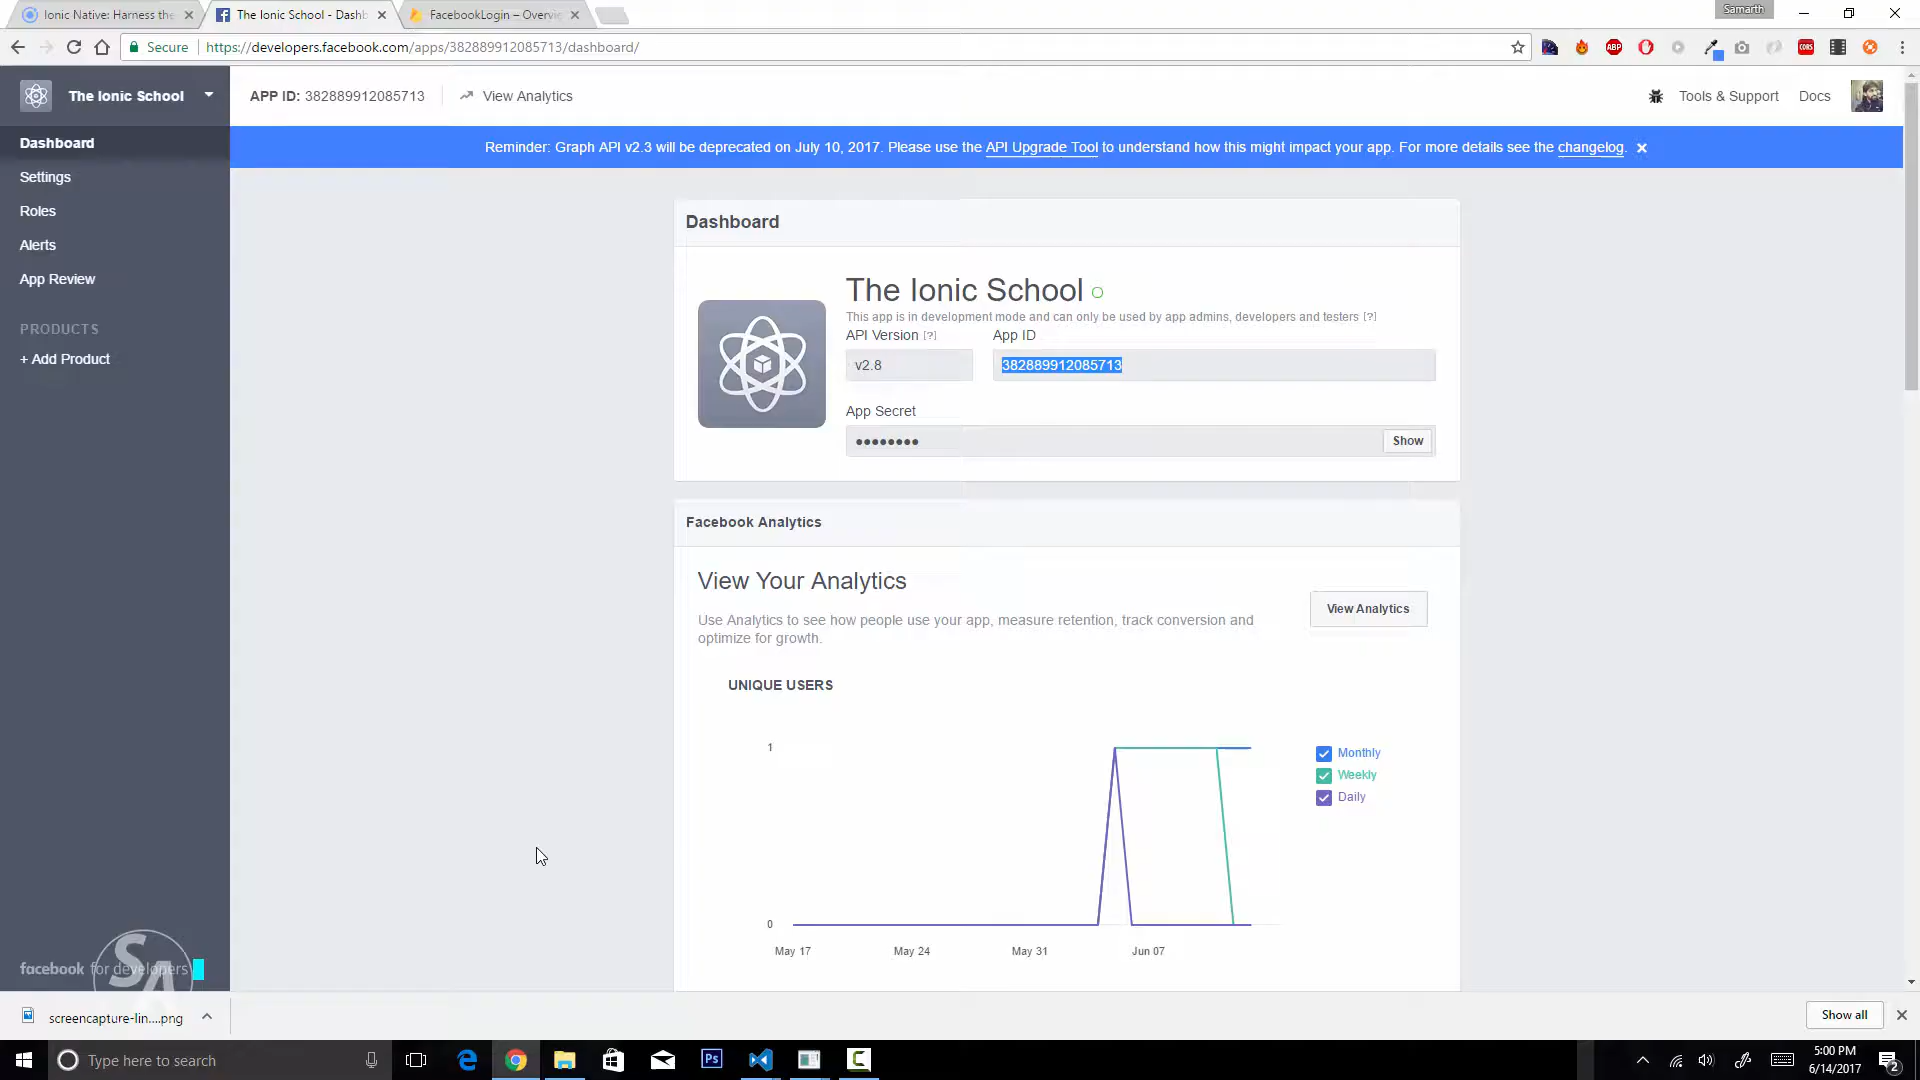 Ionic Native: Harness the
The Ionic School - Dashb
FacebookLogin – Overvie
Samarth
Secure
https://developers.facebook.com/apps/382889912085713/dashboard/
ABP
CORS
The Ionic School
APP ID: 382889912085713
View Analytics
Tools & Support
Docs
Reminder: Graph API v2.3 will be deprecated on July 10, 2017. Please use the API Upgrade Tool to understand how this might impact your app. For more details see the changelog.
Dashboard
Settings
Roles
Alerts
App Review
PRODUCTS
+ Add Product
Dashboard
The Ionic School
This app is in development mode and can only be used by app admins, developers and testers [?]
API Version [?]
App ID
v2.8
382889912085713
App Secret
●●●●●●●●
Show
Facebook Analytics
View Your Analytics
Use Analytics to see how people use your app, measure retention, track conversion and
optimize for growth.
View Analytics
UNIQUE USERS
1
0
May 17
May 24
May 31
Jun 07
Monthly
Weekly
Daily
facebook for developers
SA
screencapture-lin....png
Show all
Type here to search
Ps
5:00 PM
6/14/2017
2